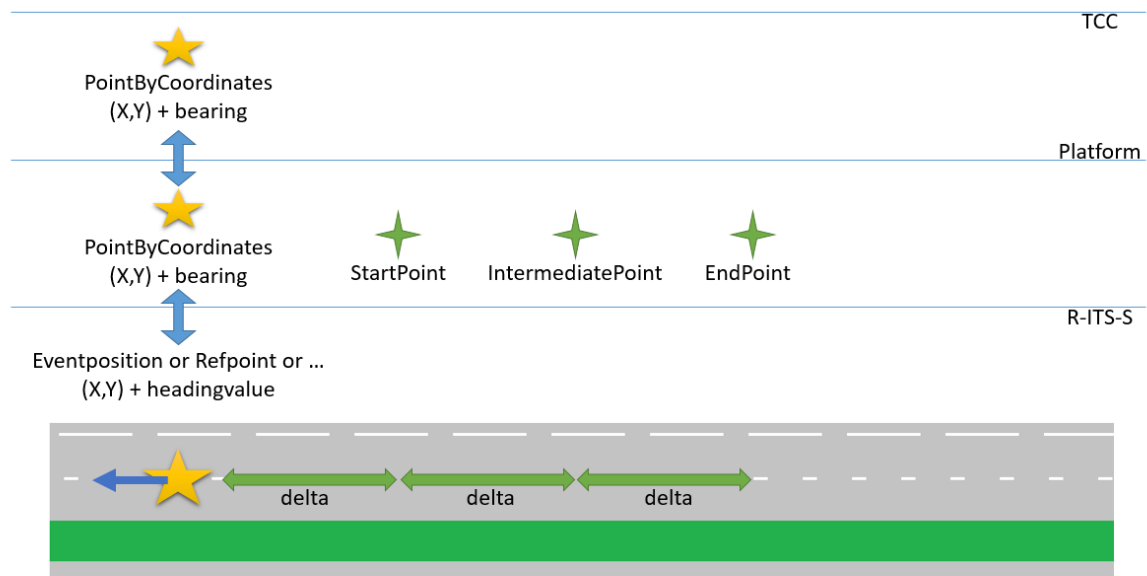 TCC
PointByCoordinates
(X,Y) + bearing
Platform
PointByCoordinates
(X,Y) + bearing
StartPoint
IntermediatePoint
EndPoint
R-ITS-S
Eventposition or Refpoint or ...
(X,Y) + headingvalue
delta
delta
delta